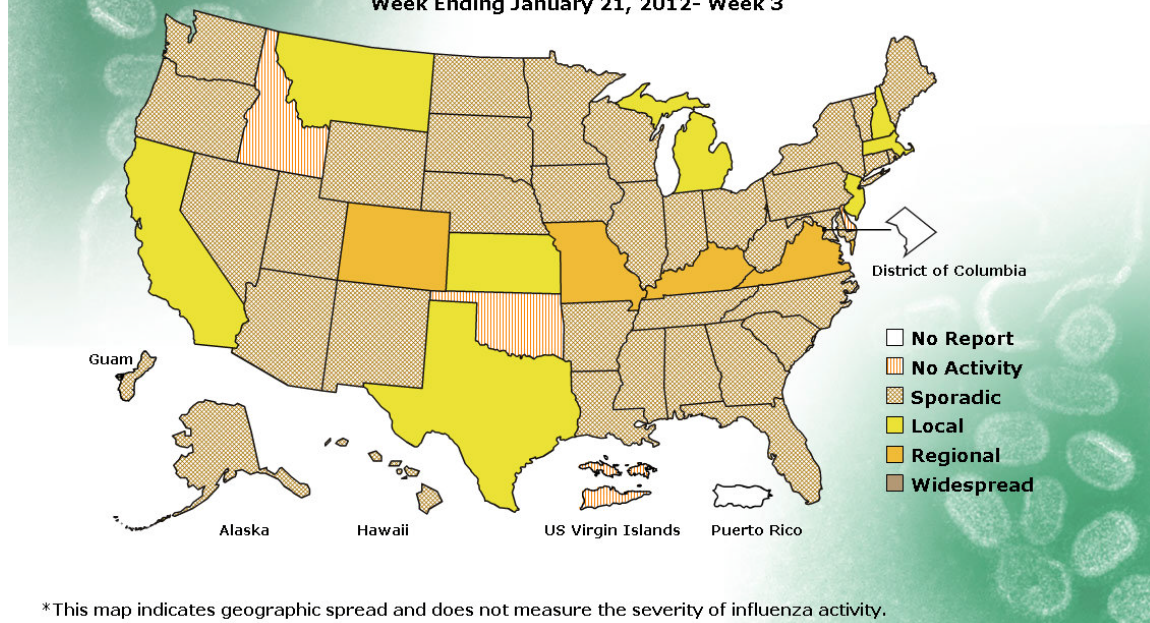 Week Ending January 21, 2012- Week 3
District of Columbia
No Report
No Activity
Sporadic
Local
Regional
Widespread
Guam
Alaska
Hawaii
US Virgin Islands
Puerto Rico
*This map indicates geographic spread and does not measure the severity of influenza activity.